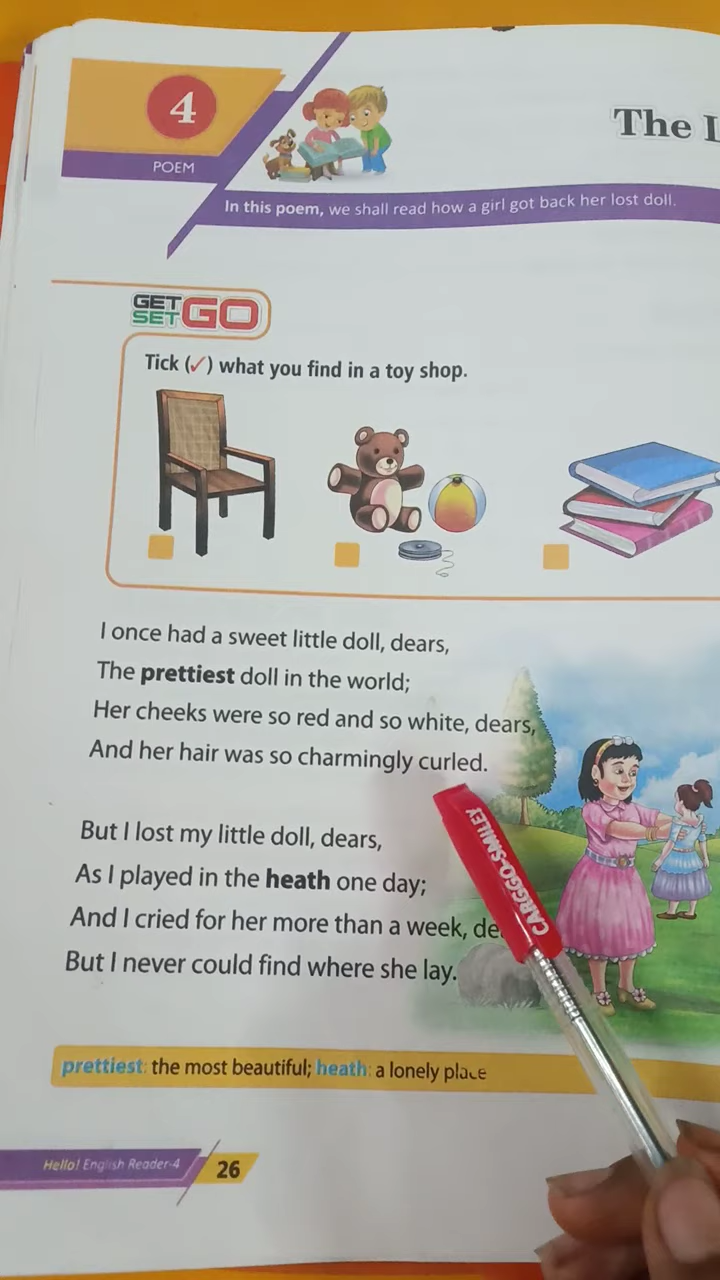 4
POEM
The
In this poem, we shall read how a girl got back her lost doll.
GET
SET GO
Tick (✓) what you find in a toy shop.
I once had a sweet little doll, dears,
The prettiest doll in the world;
Her cheeks were so red and so white, dears,
And her hair was so charmingly curled.
But I lost my little doll, dears,
As I played in the heath one day;
And I cried for her more than a week, de
But I never could find where she lay.
CARGGO-SMILEY
prettiest: the most beautiful; heath: a lonely place
Hello! English Reader-4
26